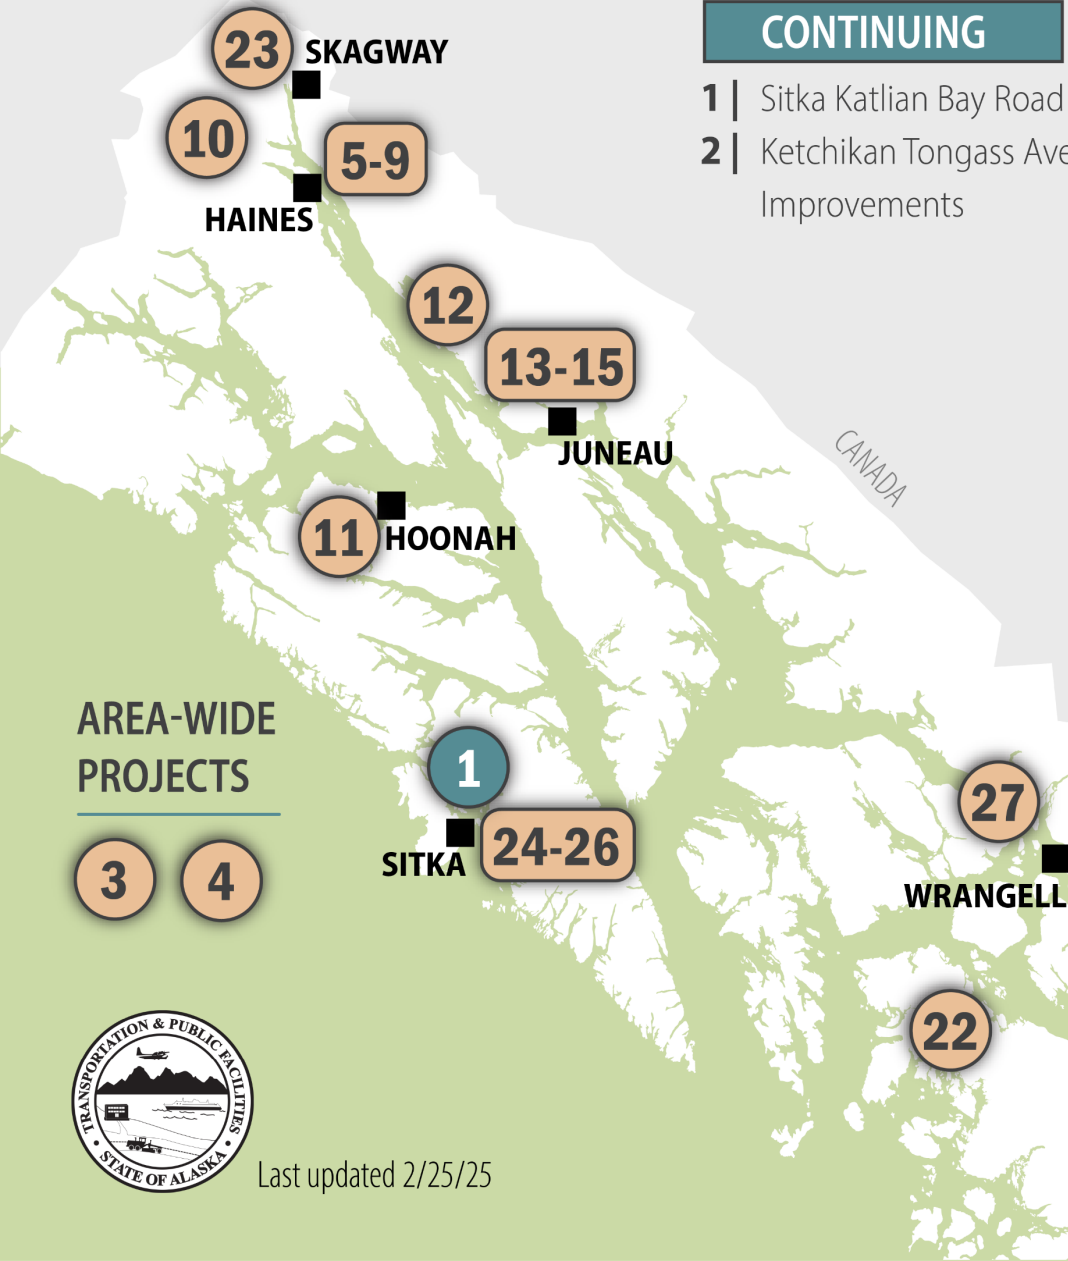 CONTINUING
1 | Sitka Katlian Bay Road
2 | Ketchikan Tongass Ave
Improvements
23
SKAGWAY
10
5-9
HAINES
12
13-15
JUNEAU
CANADA
11
HOONAH
AREA-WIDE
PROJECTS
3
4
1
24-26
SITKA
27
WRANGELL
22
TRANSPORTATION & PUBLIC FACILITIES
STATE OF ALASKA
Last updated 2/25/25